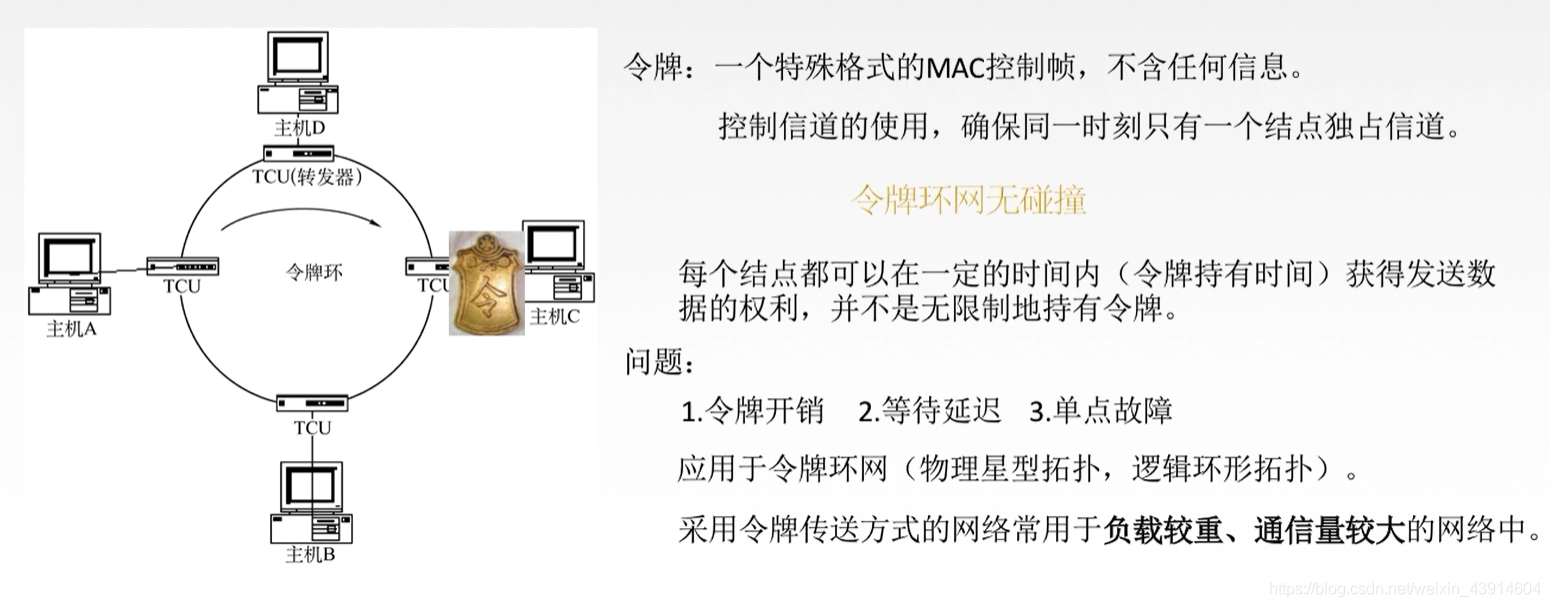 主机D
TCU(转发器)
令牌环
TCU
主机A
TCU
令
主机C
TCU
主机B
令牌：一个特殊格式的MAC控制帧，不含任何信息。
控制信道的使用，确保同一时刻只有一个结点独占信道。
令牌环网无碰撞
每个结点都可以在一定的时间内（令牌持有时间）获得发送数
据的权利，并不是无限制地持有令牌。
问题：
1.令牌开销 2.等待延迟 3.单点故障
应用于令牌环网（物理星型拓扑，逻辑环形拓扑）。
采用令牌传送方式的网络常用于负载较重、通信量较大的网络中。
https://blog.csdn.net/weixin_43914604